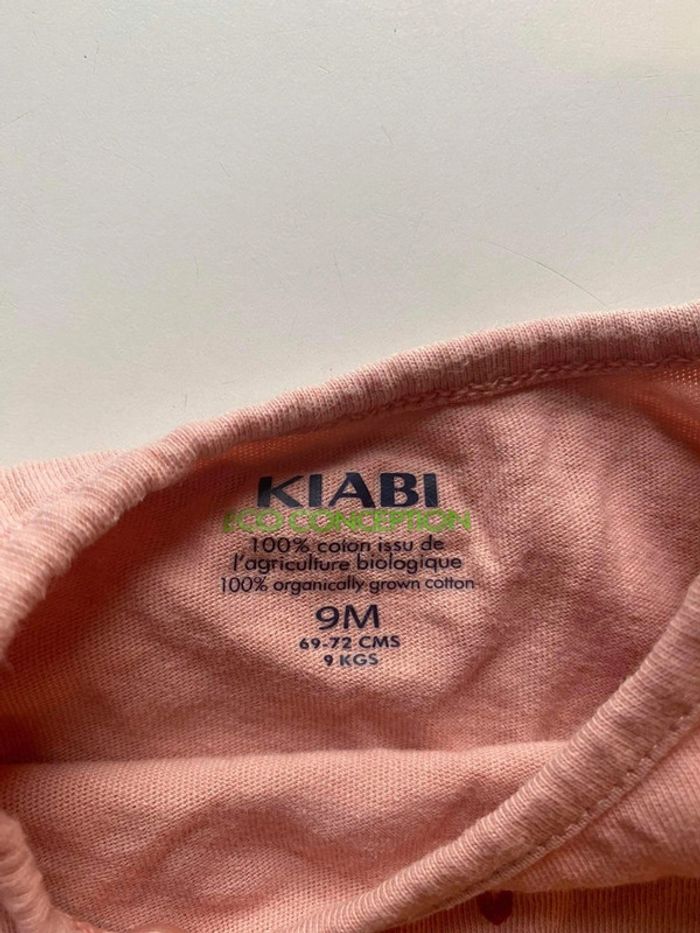 KIABI
ECO CONCEPTION
100% coton issu de
l'agriculture biologique
100% organically grown cotton
9M
69-72 CMS
9 KGS